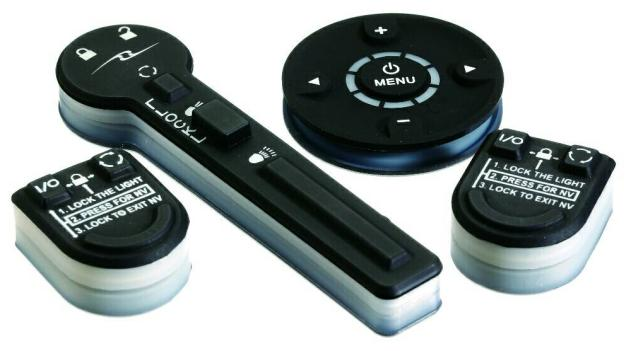 MENU
I/O
1. LOCK THE LIGHT
2. PRESS FOR NV
3. LOCK TO EXIT NV
I/O
1. LOCK THE LIGHT
2. PRESS FOR NV
3. LOCK TO EXIT NV